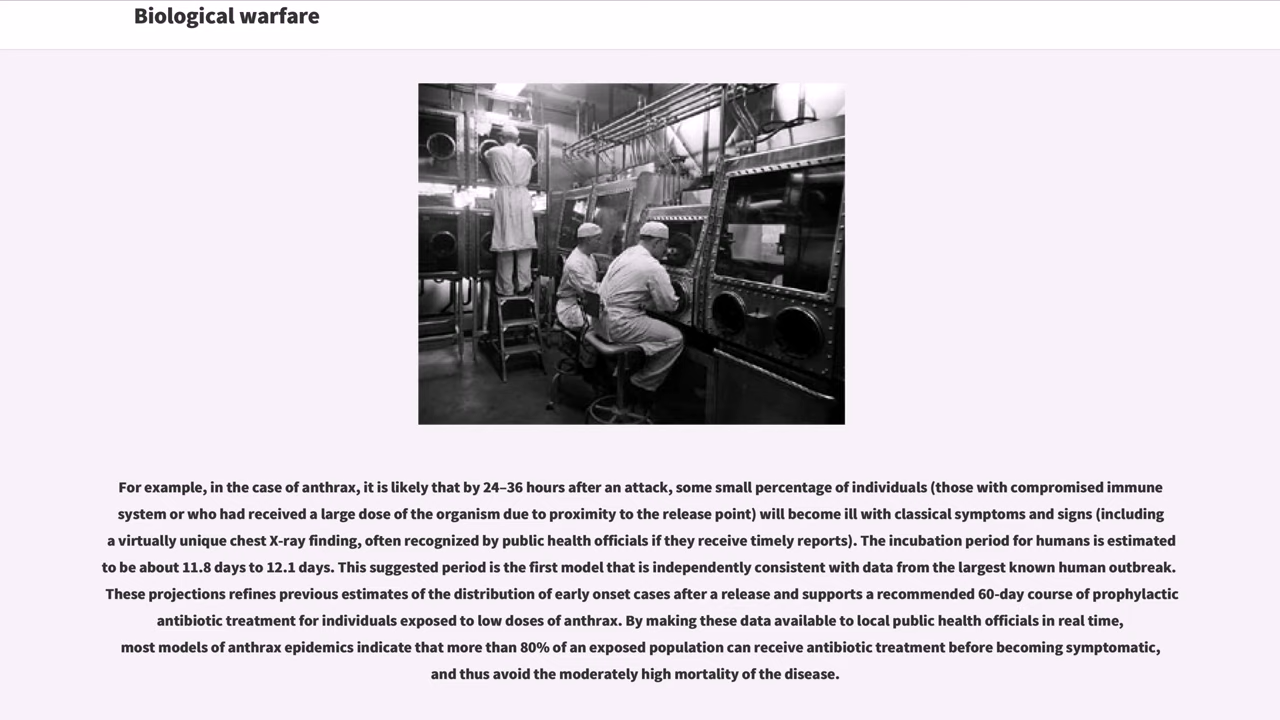 Biological warfare
For example, in the case of anthrax, it is likely that by 24–36 hours after an attack, some small percentage of individuals (those with compromised immune
system or who had received a large dose of the organism due to proximity to the release point) will become ill with classical symptoms and signs (including
a virtually unique chest X-ray finding, often recognized by public health officials if they receive timely reports). The incubation period for humans is estimated
to be about 11.8 days to 12.1 days. This suggested period is the first model that is independently consistent with data from the largest known human outbreak.
These projections refines previous estimates of the distribution of early onset cases after a release and supports a recommended 60-day course of prophylactic
antibiotic treatment for individuals exposed to low doses of anthrax. By making these data available to local public health officials in real time,
most models of anthrax epidemics indicate that more than 80% of an exposed population can receive antibiotic treatment before becoming symptomatic,
and thus avoid the moderately high mortality of the disease.